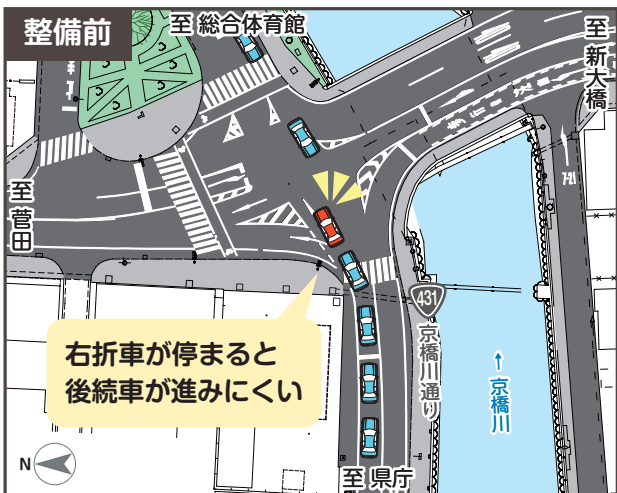 整備前
至 総合体育館
至 新大橋
至 菅田
7-21
431
京橋川通り
右折車が停まると
後続車が進みにくい
↑京橋川
N
至 県庁